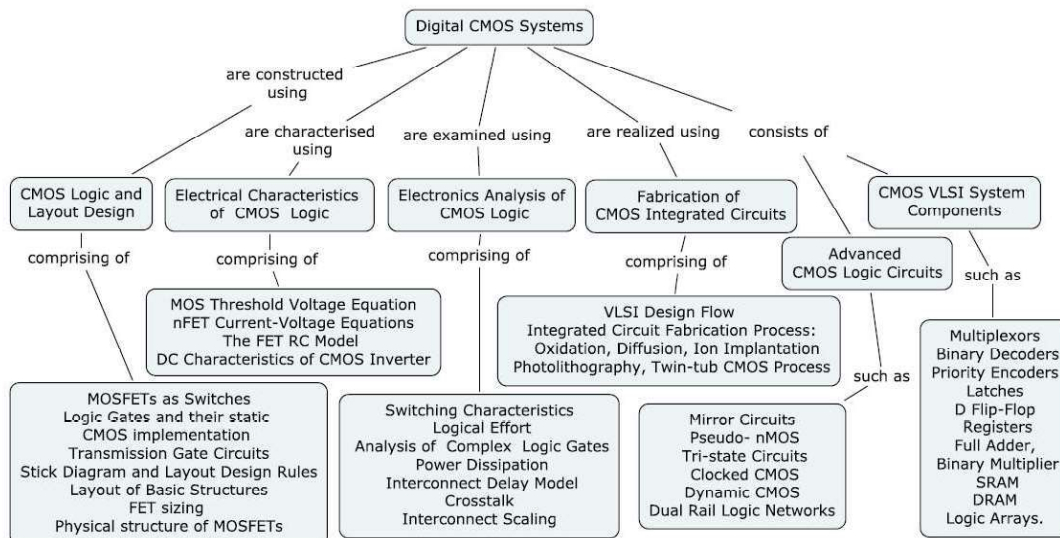 Digital CMOS Systems
are constructed
using
are characterised
using
are examined using
are realized using
consists of
CMOS Logic and
Layout Design
Electrical Characteristics
of CMOS Logic
Electronics Analysis of
CMOS Logic
Fabrication of
CMOS Integrated Circuits
CMOS VLSI System
Components
Advanced
CMOS Logic Circuits
comprising of
comprising of
comprising of
comprising of
such as
such as
MOS Threshold Voltage Equation
nFET Current-Voltage Equations
The FET RC Model
DC Characteristics of CMOS Inverter
VLSI Design Flow
Integrated Circuit Fabrication Process:
Oxidation, Diffusion, Ion Implantation
Photolithography, Twin-tub CMOS Process
MOSFETs as Switches
Logic Gates and their static
CMOS implementation
Transmission Gate Circuits
Stick Diagram and Layout Design Rules
Layout of Basic Structures
FET sizing
Physical structure of MOSFETs
Switching Characteristics
Logical Effort
Analysis of Complex Logic Gates
Power Dissipation
Interconnect Delay Model
Crosstalk
Interconnect Scaling
Mirror Circuits
Pseudo- nMOS
Tri-state Circuits
Clocked CMOS
Dynamic CMOS
Dual Rail Logic Networks
Multiplexors
Binary Decoders
Priority Encoders
Latches
D Flip-Flop
Registers
Full Adder,
Binary Multiplier
SRAM
DRAM
Logic Arrays.